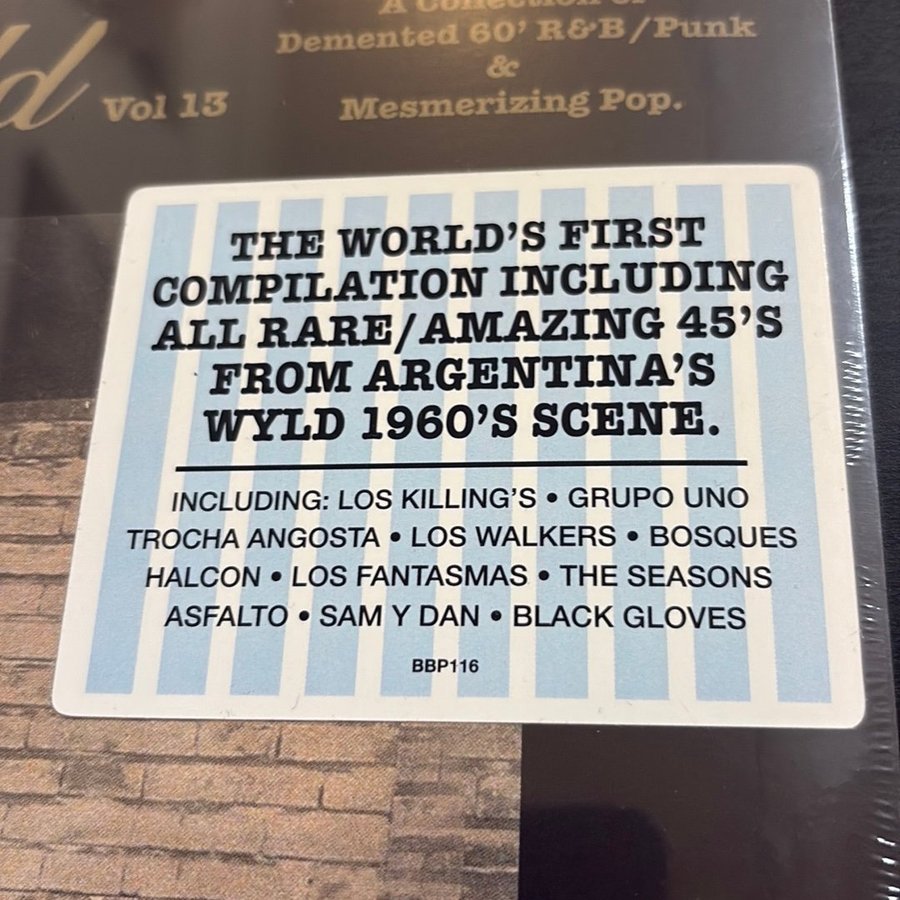 A Collection of
Demented 60' R&B/Punk
&
Mesmerizing Pop.
Vol 13
THE WORLD'S FIRST
COMPILATION INCLUDING
ALL RARE/AMAZING 45'S
FROM ARGENTINA'S
WYLD 1960'S SCENE.
INCLUDING: LOS KILLING'S • GRUPO UNO
TROCHA ANGOSTA • LOS WALKERS • BOSQUES
HALCON • LOS FANTASMAS • THE SEASONS
ASFALTO • SAM Y DAN • BLACK GLOVES
BBP116